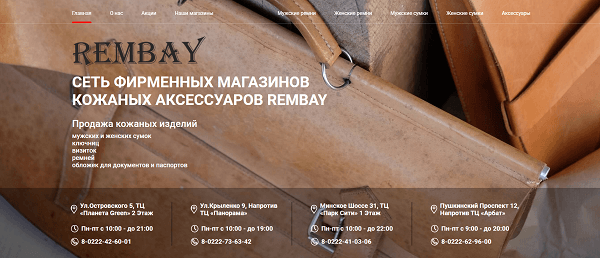 Главная О нас Акции Наши магазины Мужские ремни Женские ремни Мужские сумки Женские сумки Аксессуары
REMBAY
СЕТЬ ФИРМЕННЫХ МАГАЗИНОВ
КОЖАНЫХ АКСЕССУАРОВ REMBAY
Продажа кожаных изделий
мужских и женских сумок
ключниц
визиток
ремней
обложек для документов и паспортов
Ул.Островского 5, ТЦ
«Планета Green» 2 Этаж
Пн-пт с 10:00 - до 21:00
8-0222-42-60-01
Ул.Крыленко 9, Напротив
ТЦ «Панорама»
Пн-пт с 10:00 - до 19:00
8-0222-73-63-42
Минское Шоссе 31, ТЦ
«Парк Сити» 1 Этаж
Пн-пт с 10:00 - до 22:00
8-0222-41-03-06
Пушкинский Проспект 12,
Напротив ТЦ «Арбат»
Пн-пт с 9:00 - до 20:00
8-0222-62-96-00